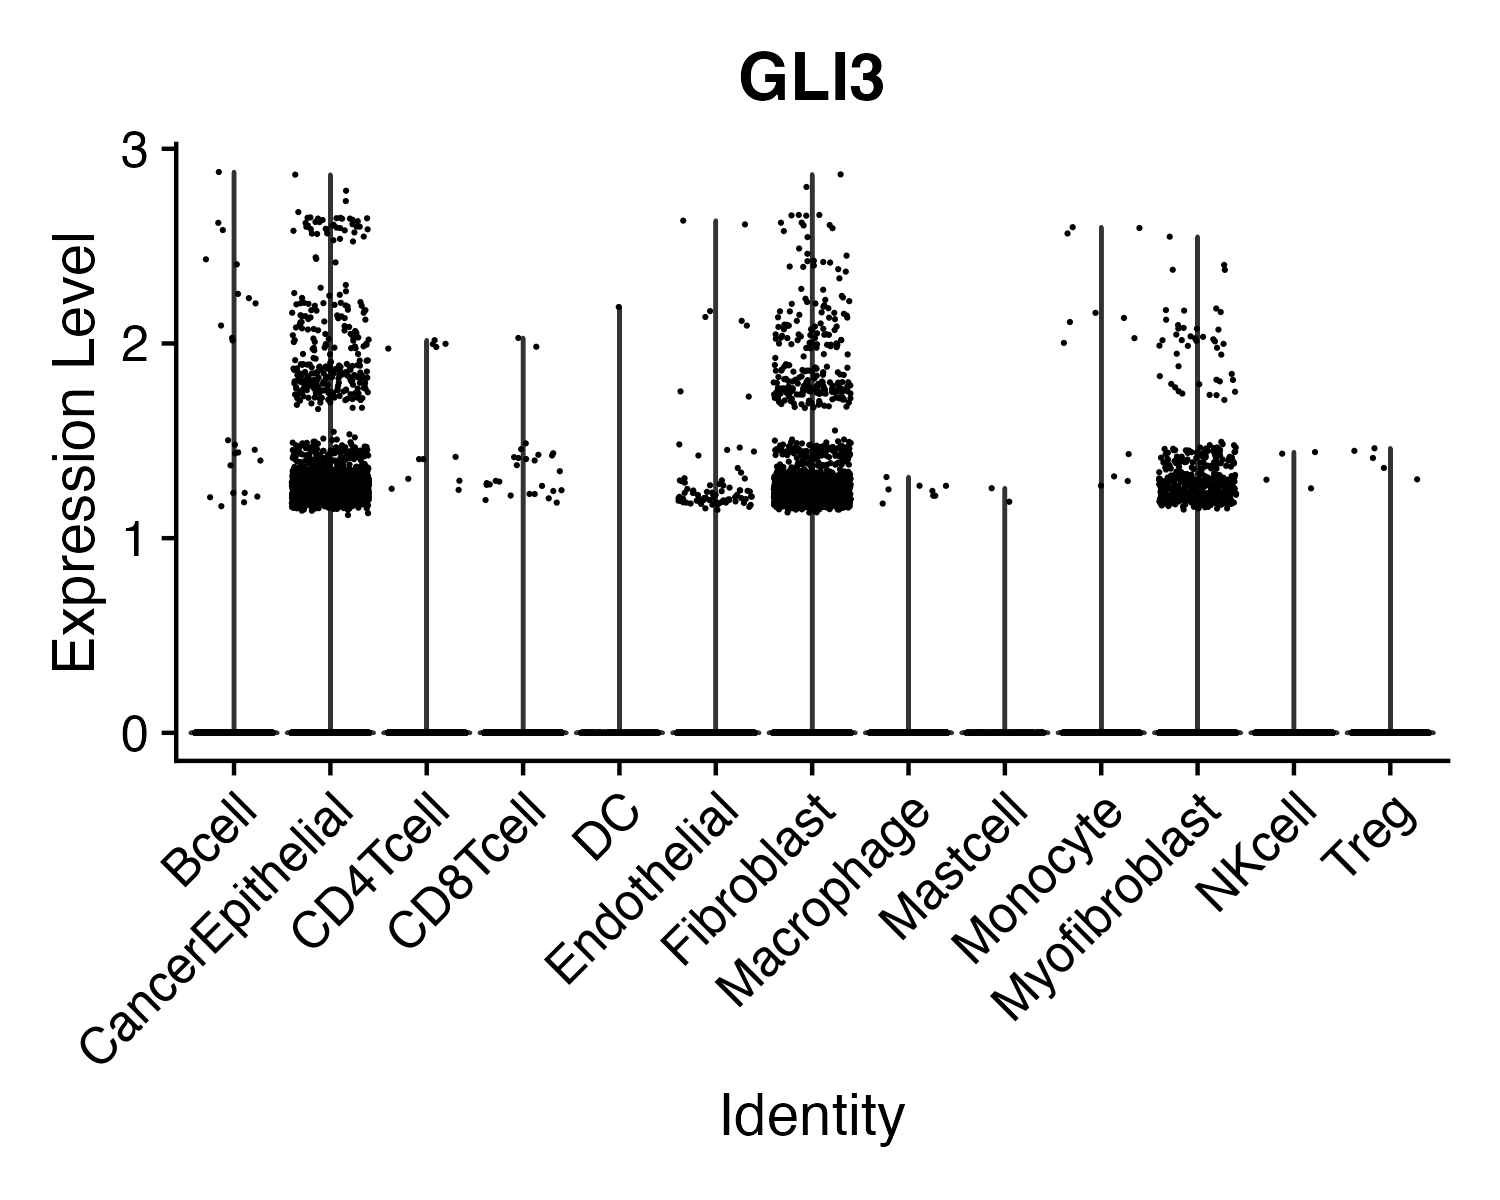 GLI3
Expression Level
3
2
1
0
Bcell
CancerEpithelial
CD4Tcell
CD8Tcell
DC
Endothelial
Fibroblast
Macrophage
Mastcell
Monocyte
Myofibroblast
NKcell
Treg
Identity